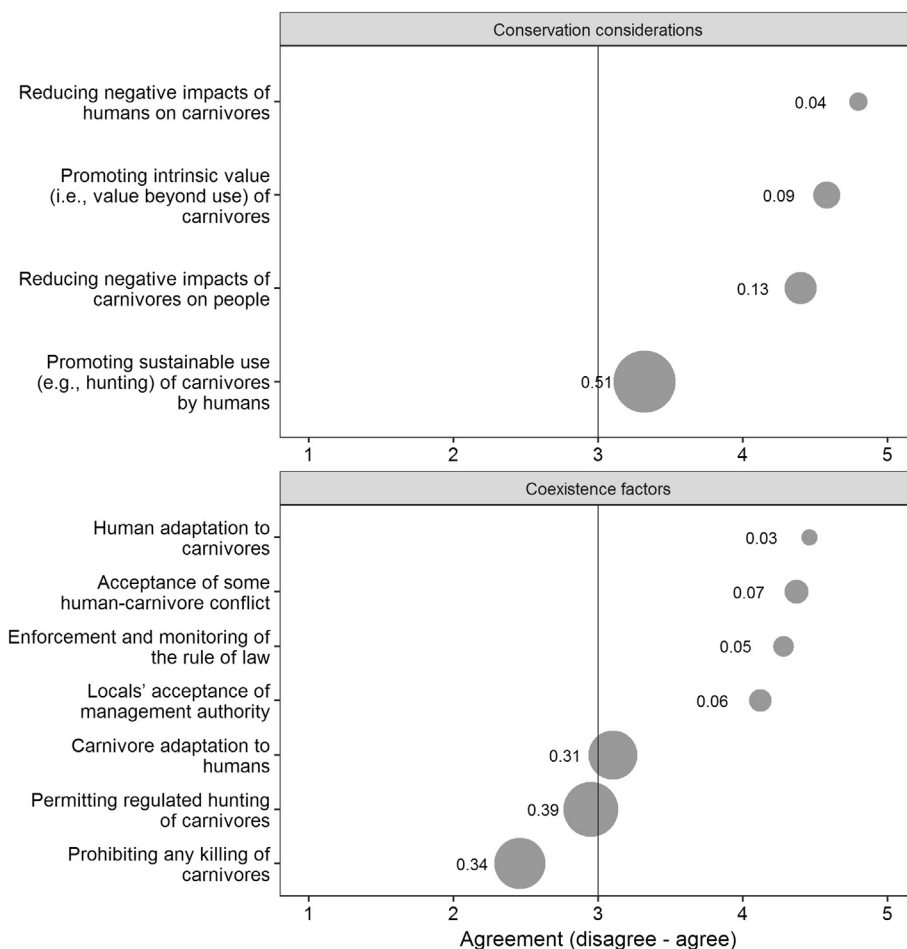 Conservation considerations
Reducing negative impacts of
humans on carnivores
0.04
Promoting intrinsic value
(i.e., value beyond use) of
carnivores
0.09
Reducing negative impacts of
carnivores on people
0.13
Promoting sustainable use
(e.g., hunting) of carnivores
by humans
0.51
1 2 3 4 5
Coexistence factors
Human adaptation to
carnivores
0.03
Acceptance of some
human-carnivore conflict
0.07
Enforcement and monitoring of
the rule of law
0.05
Locals’ acceptance of
management authority
0.06
Carnivore adaptation to
humans
0.31
Permitting regulated hunting
of carnivores
0.39
Prohibiting any killing of
carnivores
0.34
1 2 3 4 5
Agreement (disagree - agree)